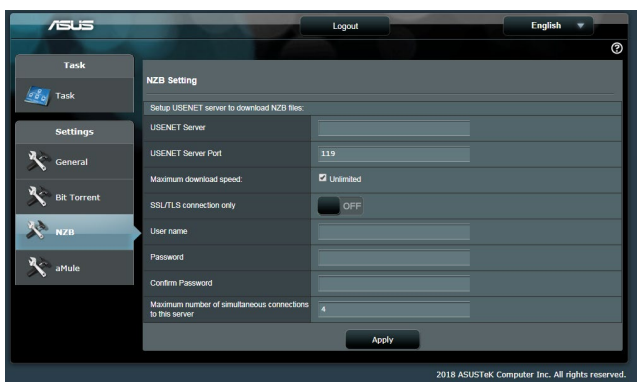 ASUS
Logout
English
?
Task
Task
Settings
General
Bit Torrent
NZB
aMule
NZB Setting
Setup USENET server to download NZB files:
USENET Server
USENET Server Port
119
Maximum download speed:
Unlimited
SSL/TLS connection only
OFF
User name
Password
Confirm Password
Maximum number of simultaneous connections
to this server
4
Apply
2018 ASUSTeK Computer Inc. All rights reserved.